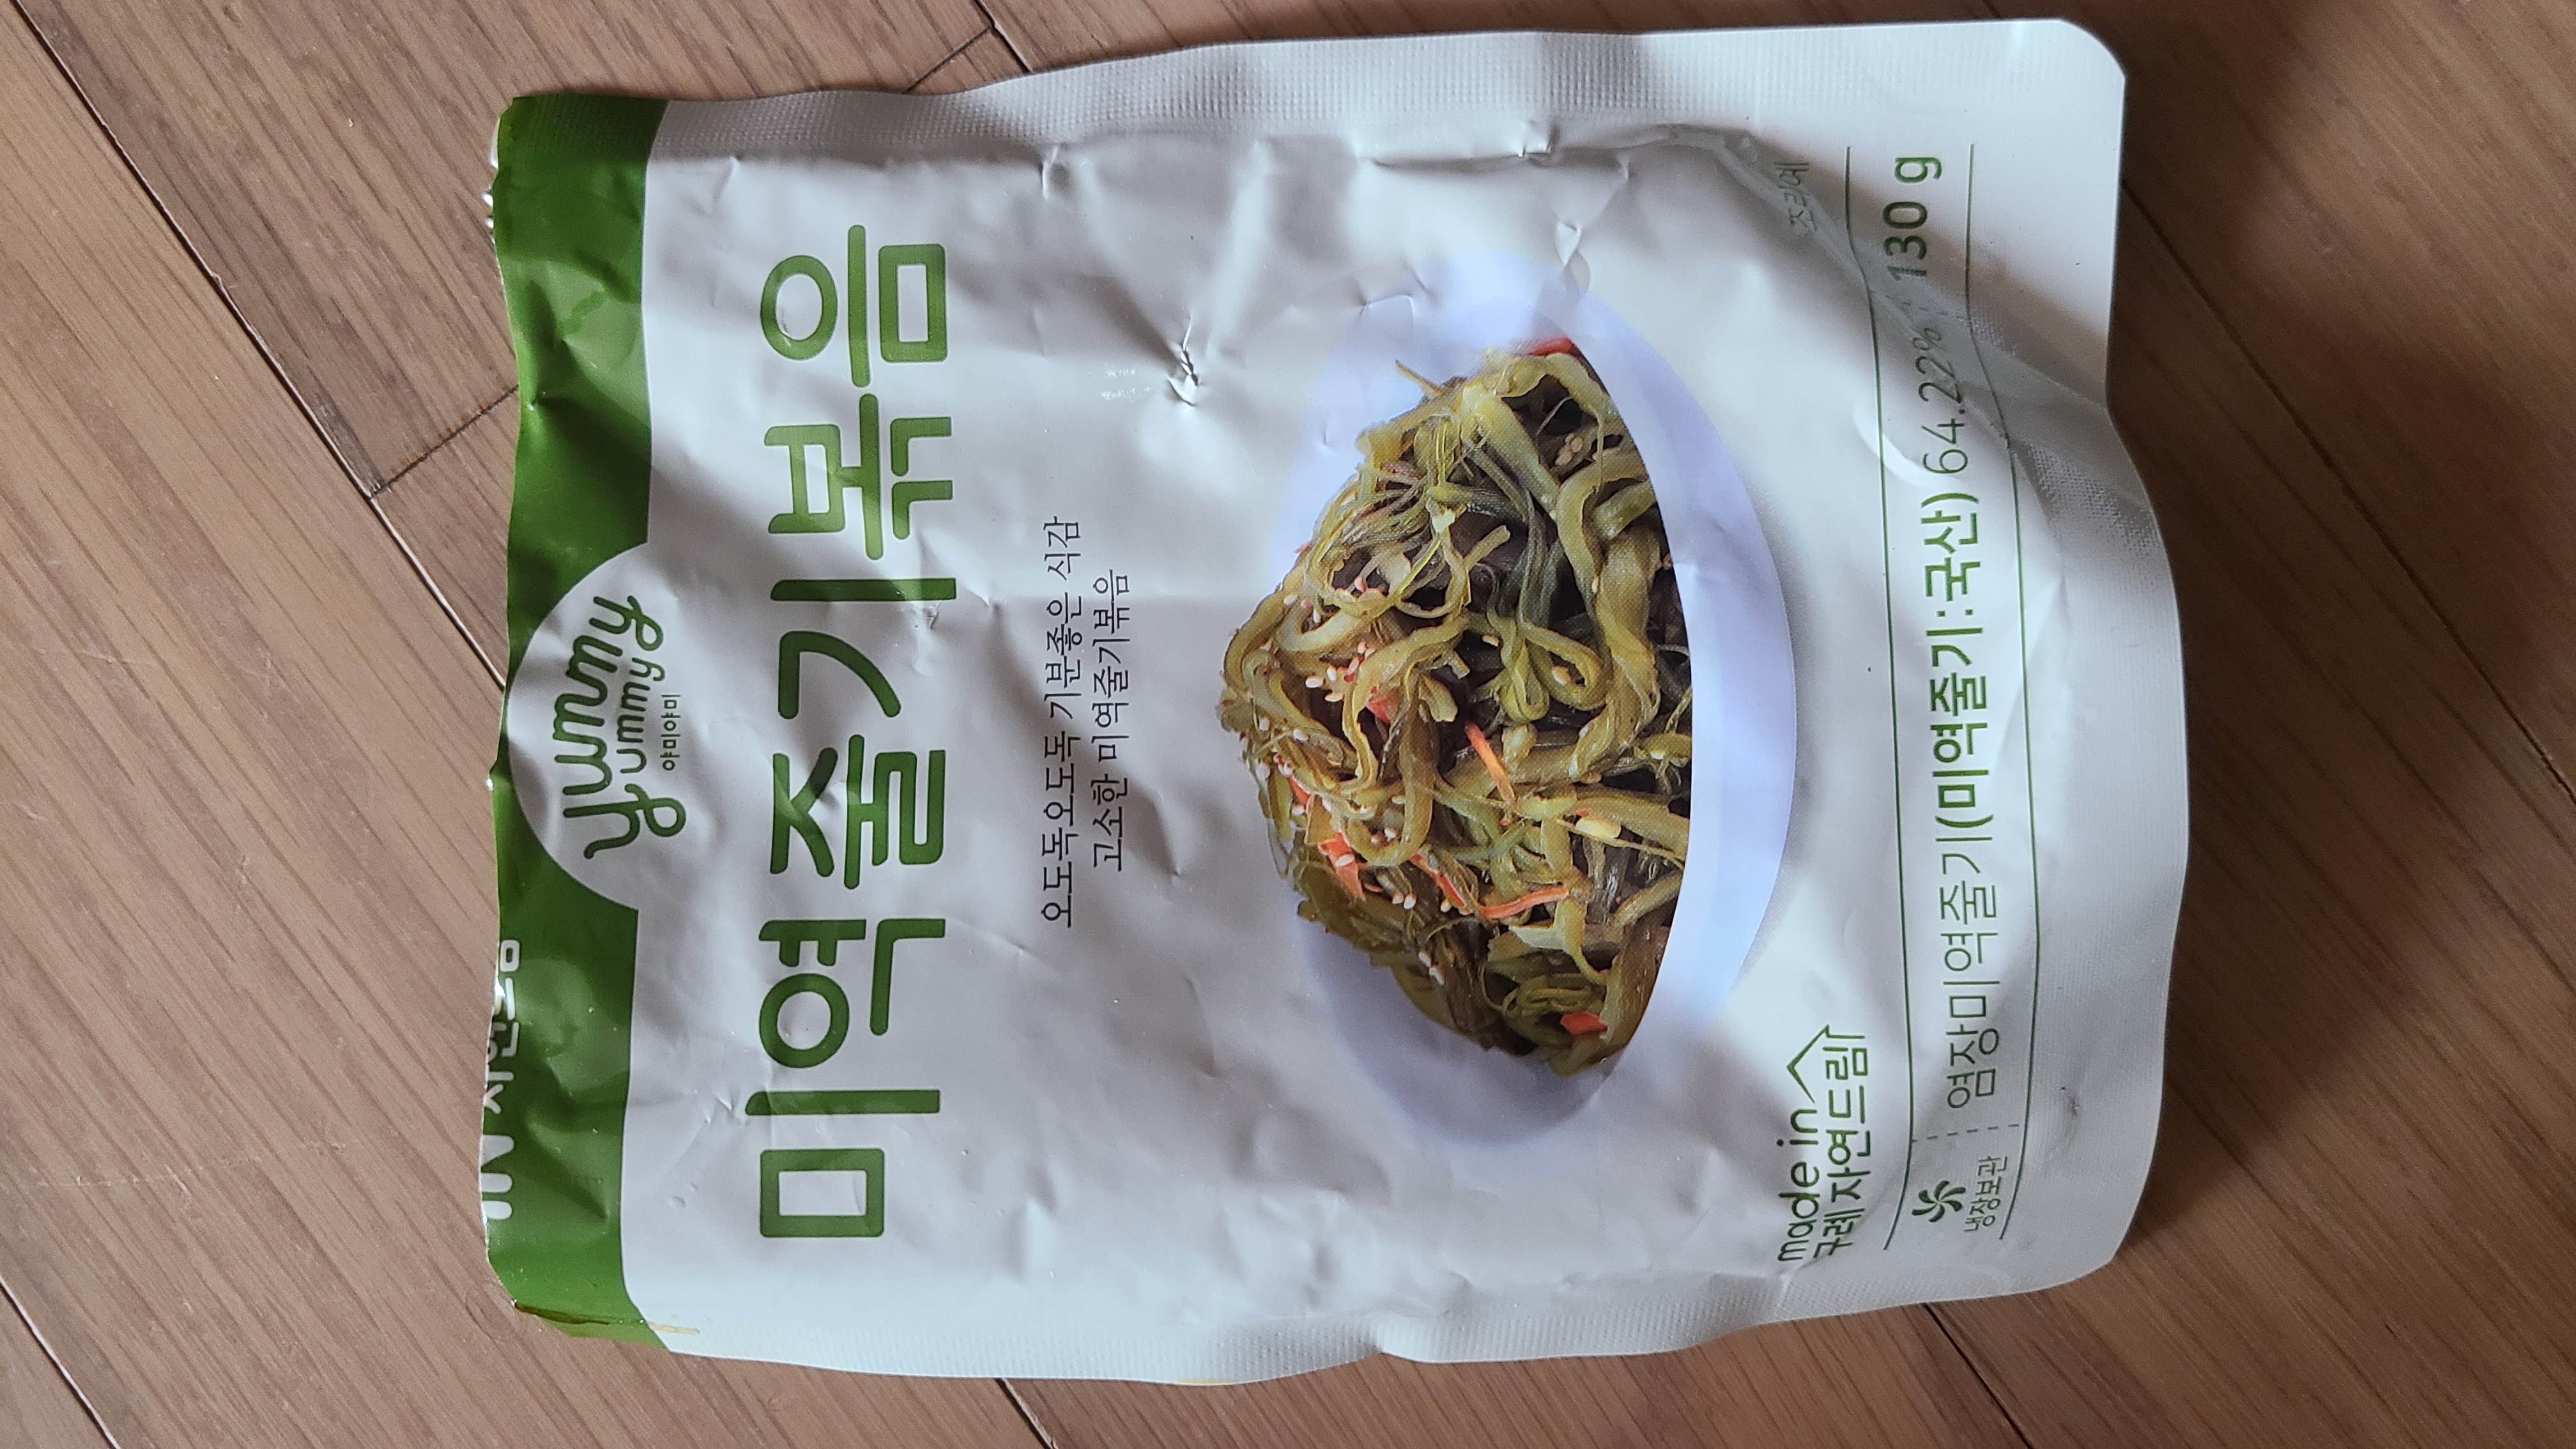 yummy
yummy
야미야미
미역줄기볶음
오도독오도독 기분좋은 식감
고소한 미역줄기볶음
조리예
made in
구례 자연드림
냉장보관
염장미역줄기(미역줄기:국산) 64.22% 130 g